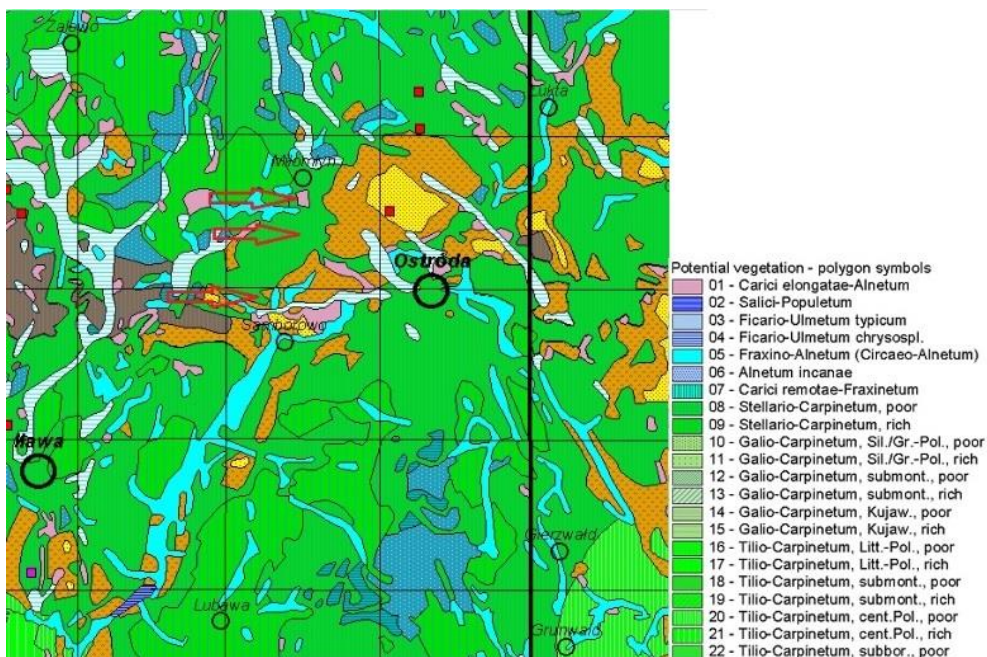 Zalewo
Łukta
Miłomłyn
Ostróda
Samborowo
Iława
Gierzwałd
Lubawa
Grunwald
Potential vegetation - polygon symbols
01 - Carici elongatae-Alnetum
02 - Salici-Populetum
03 - Ficario-Ulmetum typicum
04 - Ficario-Ulmetum chrysospl.
05 - Fraxino-Alnetum (Circaeo-Alnetum)
06 - Alnetum incanae
07 - Carici remotae-Fraxinetum
08 - Stellario-Carpinetum, poor
09 - Stellario-Carpinetum, rich
10 - Galio-Carpinetum, Sil./Gr.-Pol., poor
11 - Galio-Carpinetum, Sil./Gr.-Pol., rich
12 - Galio-Carpinetum, submont., poor
13 - Galio-Carpinetum, submont., rich
14 - Galio-Carpinetum, Kujaw., poor
15 - Galio-Carpinetum, Kujaw., rich
16 - Tilio-Carpinetum, Litt.-Pol., poor
17 - Tilio-Carpinetum, Litt.-Pol., rich
18 - Tilio-Carpinetum, submont., poor
19 - Tilio-Carpinetum, submont., rich
20 - Tilio-Carpinetum, cent.Pol., poor
21 - Tilio-Carpinetum, cent.Pol., rich
22 - Tilio-Carpinetum, subbor., poor